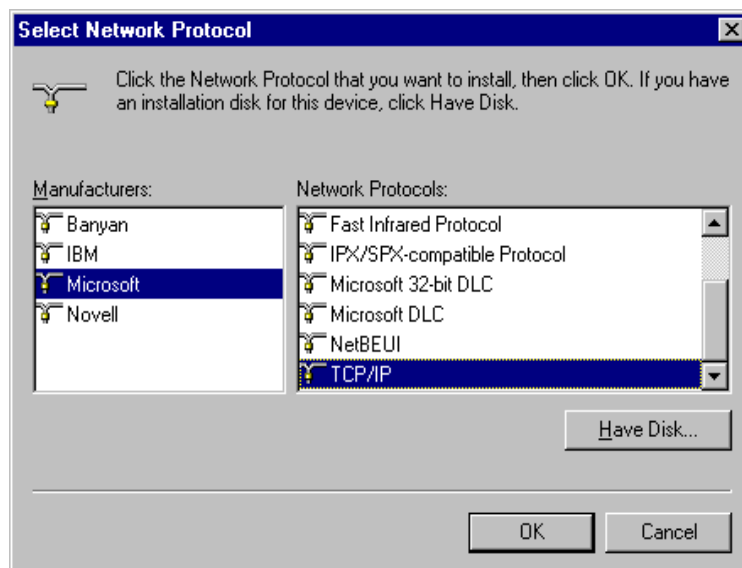 Select Network Protocol
Click the Network Protocol that you want to install, then click OK. If you have
an installation disk for this device, click Have Disk.
Manufacturers:
Banyan
IBM
Microsoft
Novell
Network Protocols:
Fast Infrared Protocol
IPX/SPX-compatible Protocol
Microsoft 32-bit DLC
Microsoft DLC
NetBEUI
TCP/IP
Have Disk...
OK
Cancel